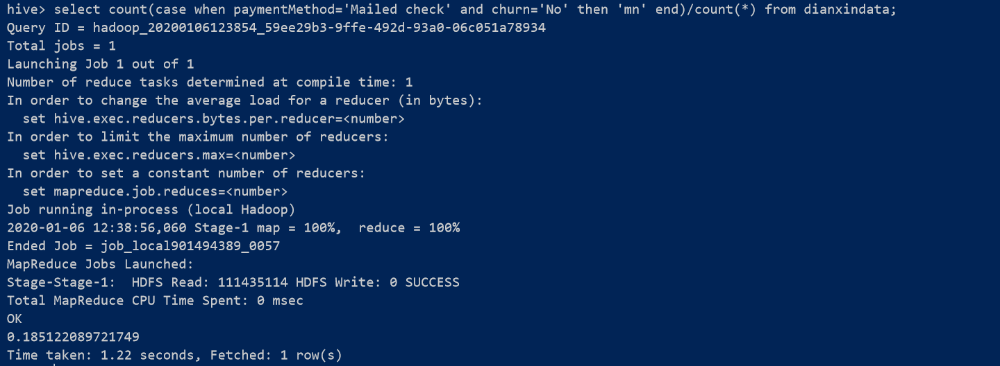 hive> select count(case when paymentMethod='Mailed check' and churn='No' then 'mn' end)/count(*) from dianxindata;
Query ID = hadoop_20200106123854_59ee29b3-9ffe-492d-93a0-06c051a78934
Total jobs = 1
Launching Job 1 out of 1
Number of reduce tasks determined at compile time: 1
In order to change the average load for a reducer (in bytes):
  set hive.exec.reducers.bytes.per.reducer=<number>
In order to limit the maximum number of reducers:
  set hive.exec.reducers.max=<number>
In order to set a constant number of reducers:
  set mapreduce.job.reduces=<number>
Job running in-process (local Hadoop)
2020-01-06 12:38:56,060 Stage-1 map = 100%,  reduce = 100%
Ended Job = job_local901494389_0057
MapReduce Jobs Launched:
Stage-Stage-1:  HDFS Read: 111435114 HDFS Write: 0 SUCCESS
Total MapReduce CPU Time Spent: 0 msec
OK
0.185122089721749
Time taken: 1.22 seconds, Fetched: 1 row(s)